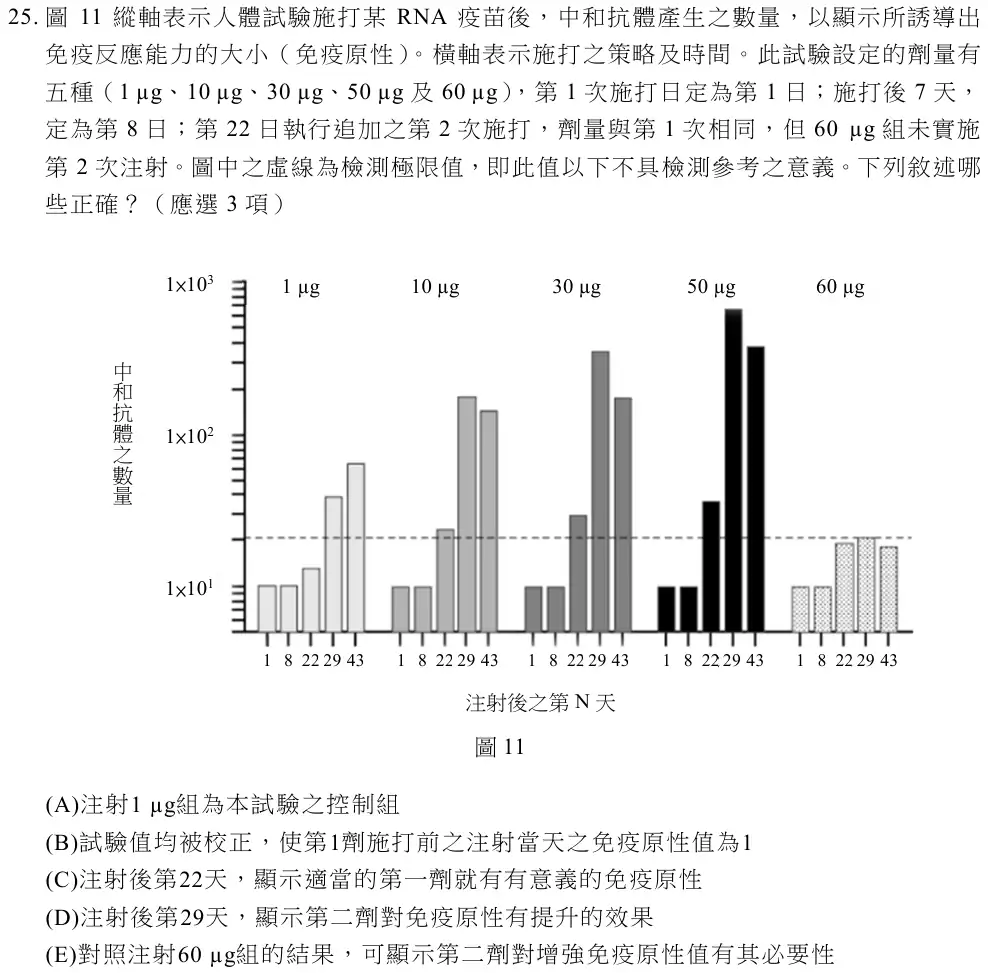 25. 圖 11 縱軸表示人體試驗施打某 RNA 疫苗後，中和抗體產生之數量，以顯示所誘導出
免疫反應能力的大小（免疫原性）。橫軸表示施打之策略及時間。此試驗設定的劑量有
五種（1 µg、10 µg、30 µg、50 µg 及 60 µg），第 1 次施打日定為第 1 日；施打後 7 天，
定為第 8 日；第 22 日執行追加之第 2 次施打，劑量與第 1 次相同，但 60 µg 組未實施
第 2 次注射。圖中之虛線為檢測極限值，即此值以下不具檢測參考之意義。下列敘述哪
些正確？（應選 3 項）
1 µg 10 µg 30 µg 50 µg 60 µg
1x10³
1x10²
1x10¹
中和抗體之數量
1 8 22 29 43 1 8 22 29 43 1 8 22 29 43 1 8 22 29 43 1 8 22 29 43
注射後之第 N 天
圖 11
(A)注射1 µg組為本試驗之控制組
(B)試驗值均被校正，使第1劑施打前之注射當天之免疫原性值為1
(C)注射後第22天，顯示適當的第一劑就有有意義的免疫原性
(D)注射後第29天，顯示第二劑對免疫原性有提升的效果
(E)對照注射60 µg組的結果，可顯示第二劑對增強免疫原性值有其必要性